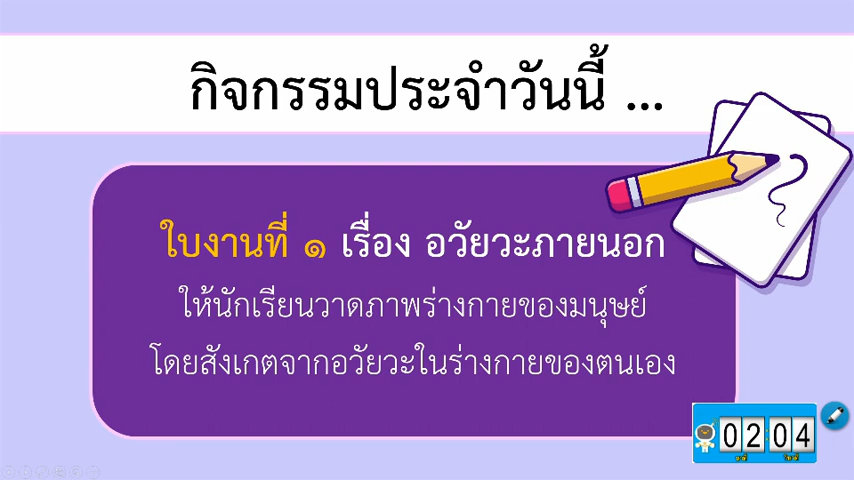 กิจกรรมประจำวันนี้ ...
ใบงานที่ ๑ เรื่อง อวัยวะภายนอก
ให้นักเรียนวาดภาพร่างกายของมนุษย์
โดยสังเกตจากอวัยวะในร่างกายของตนเอง
02 04